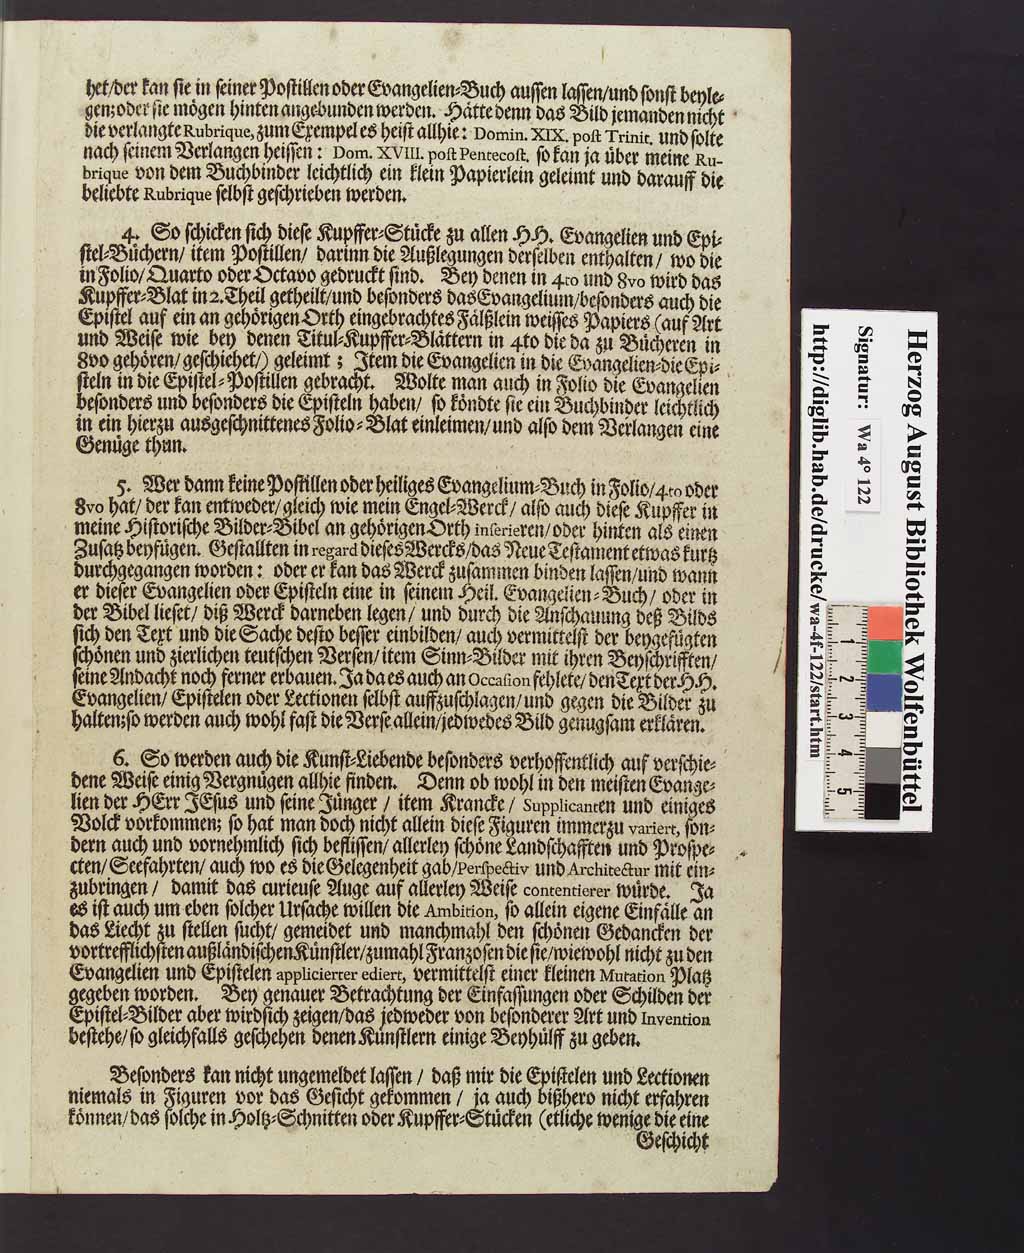 het/der kan sie in seiner Postillen oder Evangelien-Buch aussen lassen/und sonst beyle-
gen; oder sie mögen hinten angebunden werden. Hätte denn das Bild jemanden nicht
die verlangte Rubrique, zum Exempel es heist allhie: Domin. XIX. post Trinit. und solte
nach seinem Verlangen heissen: Dom. XVIII. post Pentecost. so kan ja über meine Ru-
brique von dem Buchbinder leichtlich ein klein Papierlein geleimt und darauff die
beliebte Rubrique selbst geschrieben werden.
4. So schicken sich diese Kupffer-Stücke zu allen HH. Evangelien und Epi-
stel-Büchern/ item Postillen/ darinn die Außlegungen derselben enthalten/ wo die
in Folio/ Quarto oder Octavo gedruckt sind. Bey denen in 4to und 8vo wird das
Kupffer-Blat in 2. Theil getheilt/und besonders das Evangelium/besonders auch die
Epistel auf ein an gehörigen Orth eingebrachtes Fältzlein weisses Papiers (auf Art
und Weise wie bey denen Titul-Kupffer-Blättern in 4to die da zu Bücheren in
8vo gehören/ geschiehet/) geleimt; Item die Evangelien in die Evangelien-die Epi-
steln in die Epistel-Postillen gebracht. Wolte man auch in Folio die Evangelien
besonders und besonders die Episteln haben/ so köndte sie ein Buchbinder leichtlich
in ein hierzu ausgeschnittenes Folio-Blat einleimen/und also dem Verlangen eine
Genüge thun.
5. Wer dann keine Postillen oder heiliges Evangelium-Buch in Folio/4to oder
8vo hat/ der kan entweder/gleich wie mein Engel-Werck/ also auch diese Kupffer in
meine Historische Bilder-Bibel an gehörigen Orth inserieren/oder hinten als einen
Zusatz beyfügen. Gestallten in regard dieses Wercks/das Neue Testament etwas kurtz
durchgegangen worden: oder er kan das Werck zusammen binden lassen/und wann
er dieser Evangelien oder Episteln eine in seinem Heil. Evangelien-Buch/ oder in
der Bibel lieset/ diß Werck darneben legen/ und durch die Anschauung deß Bilds
sich den Text und die Sache desto besser einbilden/ auch vermittelst der beygefügten
schönen und zierlichen teutschen Versen/ item Sinn-Bilder mit ihren Beyschrifften/
seine Andacht noch ferner erbauen. Ja da es auch an Occasion fehlete/ den Text der HH.
Evangelien/ Epistelen oder Lectionen selbst auffzuschlagen/ und gegen die Bilder zu
halten; so werden auch wohl fast die Verse allein/jedwedes Bild genugsam erklären.
6. So werden auch die Kunst-Liebende besonders verhoffentlich auf verschie-
dene Weise einig Vergnügen allhie finden. Denn ob wohl in den meisten Evange-
lien der HErr JEsus und seine Jünger / item Krancke/ Supplicanten und einiges
Volck vorkommen; so hat man doch nicht allein diese Figuren immerzu variert, son-
dern auch und vornehmlich sich beflissen/ allerley schöne Landschafften und Prospe-
cten/ Seefahrten/ auch wo es die Gelegenheit gab/Perspectiv und Architectur mit ein-
zubringen/ damit das curieuse Auge auf allerley Weise contentierer würde. Ja
es ist auch um eben solcher Ursache willen die Ambition, so allein eigene Einfälle an
das Liecht zu stellen sucht/ gemeidet und manchmahl den schönen Gedancken der
vortrefflichsten außländischen Künstler/zumahl Franzosen die sie/wiewohl nicht zu den
Evangelien und Epistelen applicierter ediert, vermittelst einer kleinen Mutation Platz
gegeben worden. Bey genauer Betrachtung der Einfassungen oder Schilden der
Epistel-Bilder aber wird sich zeigen/das jedweder von besonderer Art und Invention
bestehe/ so gleichfalls geschehen denen Künstlern einige Beyhülff zu geben.
Besonders kan nicht ungemeldet lassen / daß mir die Epistelen und Lectionen
niemals in Figuren vor das Gesicht gekommen / ja auch bißhero nicht erfahren
können/ das solche in Holtz-Schnitten oder Kupffer-Stücken (etliche wenige die eine
Geschicht
Herzog August Bibliothek Wolfenbüttel
Signatur: Wa 4° 122
http://diglib.hab.de/drucke/wa-4f-122/start.htm
1 2 3 4 5